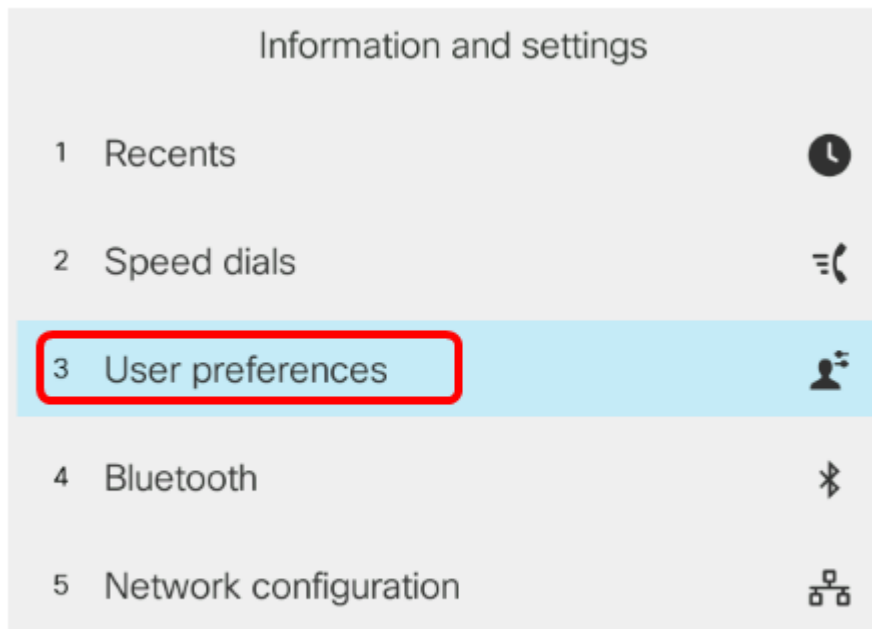 Information and settings
1 Recents
2 Speed dials
3 User preferences
4 Bluetooth
5 Network configuration